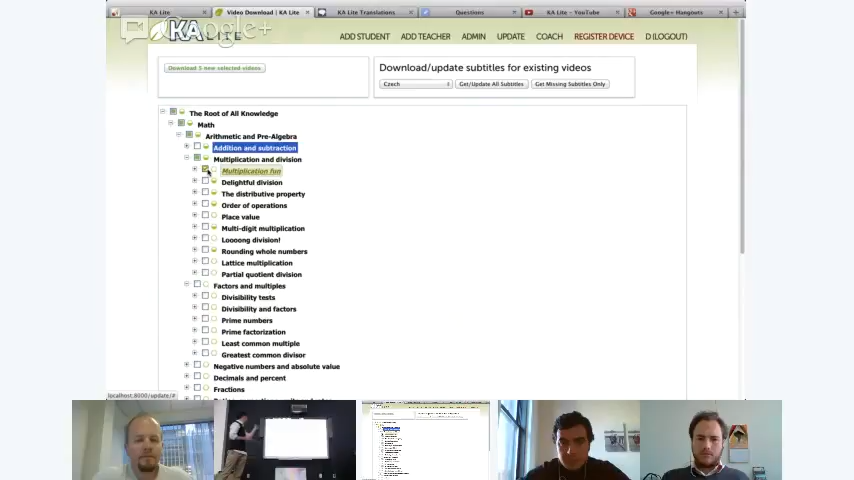 KA Lite
Video Download | KA Lite
KA Lite Translations
Questions
KA Lite - YouTube
Google+ Hangouts
Google+
KA LITE
ADD STUDENT ADD TEACHER ADMIN UPDATE COACH REGISTER DEVICE D (LOGOUT)
Download 5 new selected videos
Download/update subtitles for existing videos
Czech
Get/Update All Subtitles
Get Missing Subtitles Only
The Root of All Knowledge
Math
Arithmetic and Pre-Algebra
Addition and subtraction
Multiplication and division
Multiplication fun
Delightful division
The distributive property
Order of operations
Place value
Multi-digit multiplication
Loooong division!
Rounding whole numbers
Lattice multiplication
Partial quotient division
Factors and multiples
Divisibility tests
Divisibility and factors
Prime numbers
Prime factorization
Least common multiple
Greatest common divisor
Negative numbers and absolute value
Decimals and percent
Fractions
localhost:8000/update/#